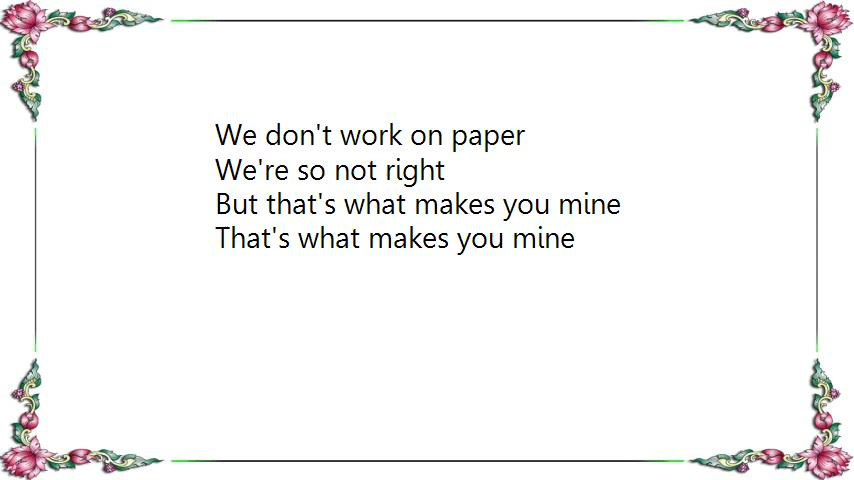 We don't work on paper
We're so not right
But that's what makes you mine
That's what makes you mine